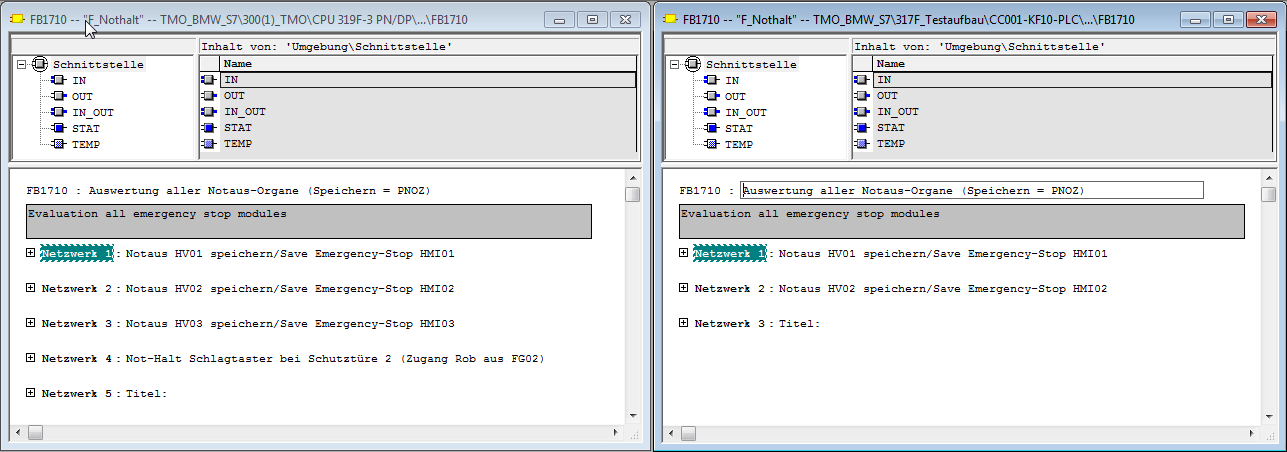 FB1710 -- "F_Nothalt" -- TMO_BMW_S7\300(1)_TMO\CPU 319F-3 PN/DP\...\FB1710
Inhalt von: 'Umgebung\Schnittstelle'
Schnittstelle
IN
OUT
IN_OUT
STAT
TEMP
Name
IN
OUT
IN_OUT
STAT
TEMP
FB1710 : Auswertung aller Notaus-Organe (Speichern = PNOZ)
Evaluation all emergency stop modules
Netzwerk 1 : Notaus HV01 speichern/Save Emergency-Stop HMI01
Netzwerk 2 : Notaus HV02 speichern/Save Emergency-Stop HMI02
Netzwerk 3 : Notaus HV03 speichern/Save Emergency-Stop HMI03
Netzwerk 4 : Not-Halt Schlagtaster bei Schutztüre 2 (Zugang Rob aus FG02)
Netzwerk 5 : Titel:
FB1710 -- "F_Nothalt" -- TMO_BMW_S7\317F_Testaufbau\CC001-KF10-PLC\...\FB1710
Inhalt von: 'Umgebung\Schnittstelle'
Schnittstelle
IN
OUT
IN_OUT
STAT
TEMP
Name
IN
OUT
IN_OUT
STAT
TEMP
FB1710 : Auswertung aller Notaus-Organe (Speichern = PNOZ)
Evaluation all emergency stop modules
Netzwerk 1 : Notaus HV01 speichern/Save Emergency-Stop HMI01
Netzwerk 2 : Notaus HV02 speichern/Save Emergency-Stop HMI02
Netzwerk 3 : Titel: